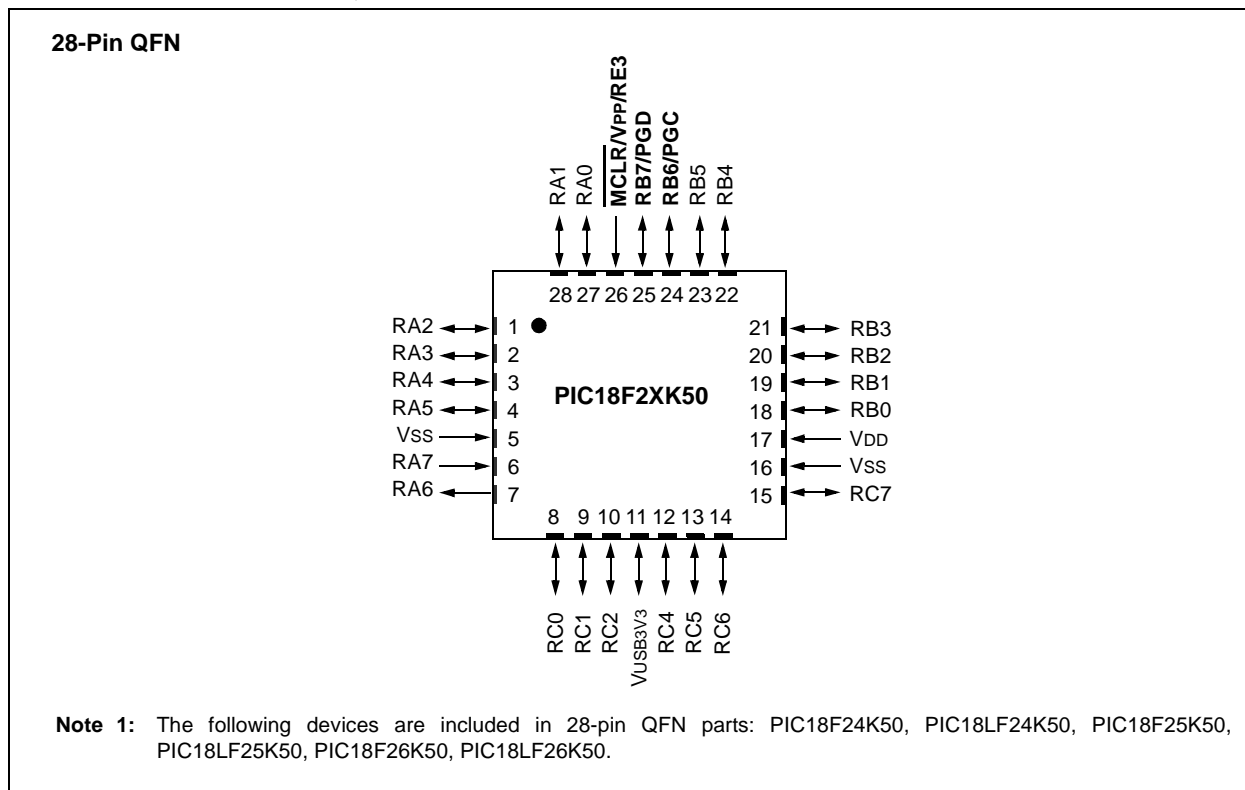 28-Pin QFN
RA1
RA0
MCLR/VPP/RE3
RB7/PGD
RB6/PGC
RB5
RB4
28 27 26 25 24 23 22
RA2 1
RA3 2
RA4 3
RA5 4
VSS 5
RA7 6
RA6 7
PIC18F2XK50
21 RB3
20 RB2
19 RB1
18 RB0
17 VDD
16 VSS
15 RC7
8 9 10 11 12 13 14
RC0
RC1
RC2
VUSB3V3
RC4
RC5
RC6
Note 1: The following devices are included in 28-pin QFN parts: PIC18F24K50, PIC18LF24K50, PIC18F25K50,
PIC18LF25K50, PIC18F26K50, PIC18LF26K50.